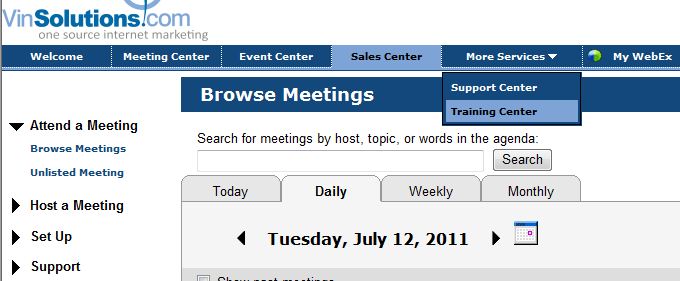 VinSolutions.com
one source internet marketing
Welcome
Meeting Center
Event Center
Sales Center
More Services
My WebEx
Support Center
Training Center
Browse Meetings
Attend a Meeting
Browse Meetings
Unlisted Meeting
Host a Meeting
Set Up
Support
Search for meetings by host, topic, or words in the agenda:
Search
Today
Daily
Weekly
Monthly
Tuesday, July 12, 2011
Show past meetings